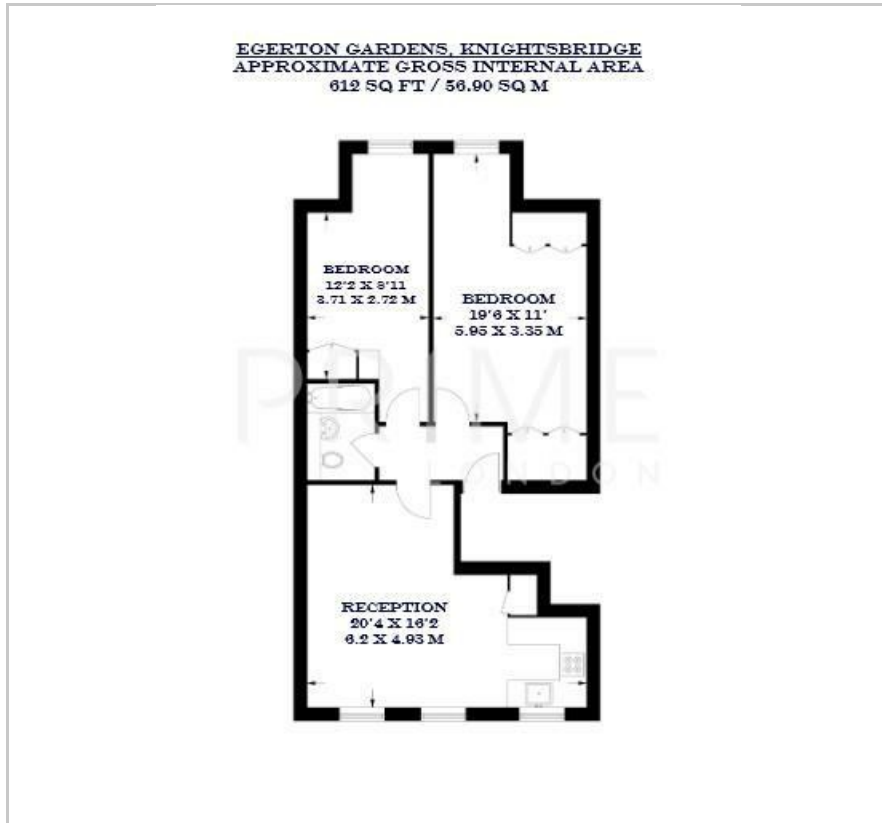 EGERTON GARDENS, KNIGHTSBRIDGE
APPROXIMATE GROSS INTERNAL AREA
612 SQ FT / 56.90 SQ M
BEDROOM
12'2 X 8'11
3.71 X 2.72 M
BEDROOM
19'6 X 11'
5.95 X 3.35 M
PRIME
LONDON
RECEPTION
20'4 X 16'2
6.2 X 4.93 M